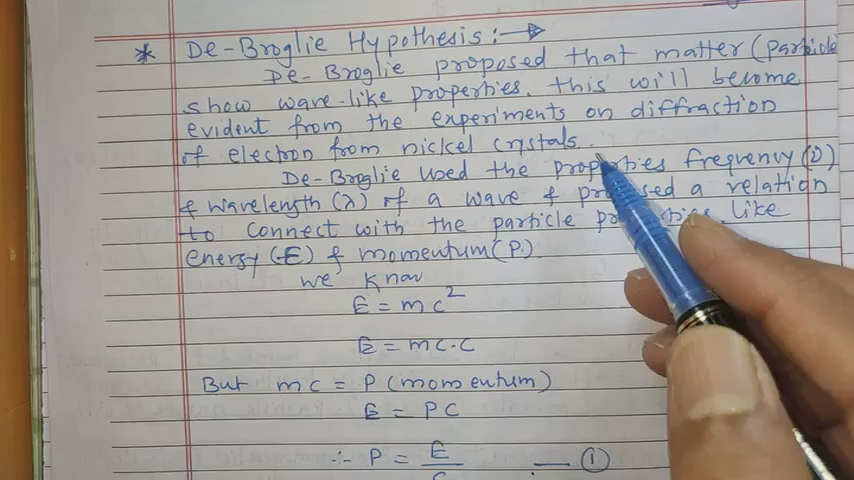 * De-Broglie Hypothesis:→
De-Broglie proposed that matter (Particle
show wave-like properties. this will become
evident from the experiments on diffraction
of electron from nickel crystals.
De-Broglie used the properties frequency (ν)
& wavelength (λ) of a wave & proposed a relation
to connect with the particle properties like
energy (E) & momentum (P).
we know
E = mc²
E = mc.c
But mc = P (momentum)
E = PC
∴ P = E/C — ①